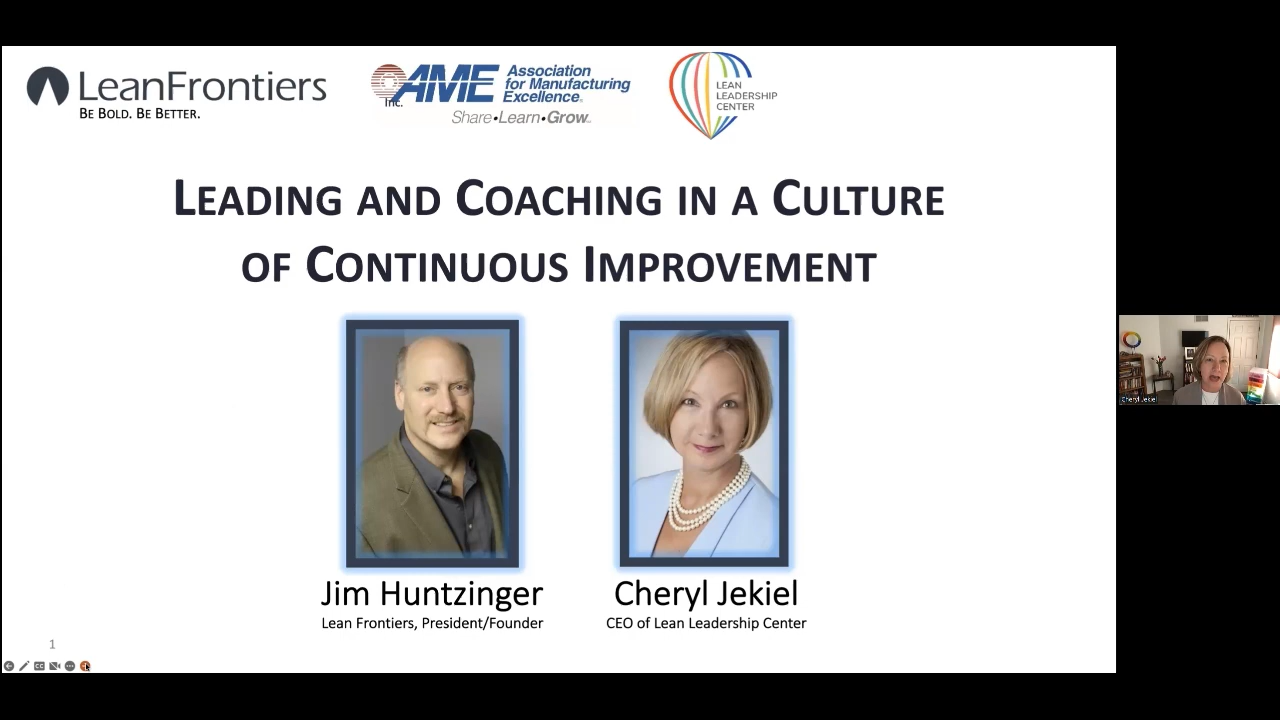 LeanFrontiers
BE BOLD. BE BETTER.
Inc.
AME
Association
for Manufacturing
Excellence®
Share•Learn•Grow
LEAN
LEADERSHIP
CENTER
LEADING AND COACHING IN A CULTURE
OF CONTINUOUS IMPROVEMENT
Jim Huntzinger
Lean Frontiers, President/Founder
Cheryl Jekiel
CEO of Lean Leadership Center
1
Cheryl Jekiel